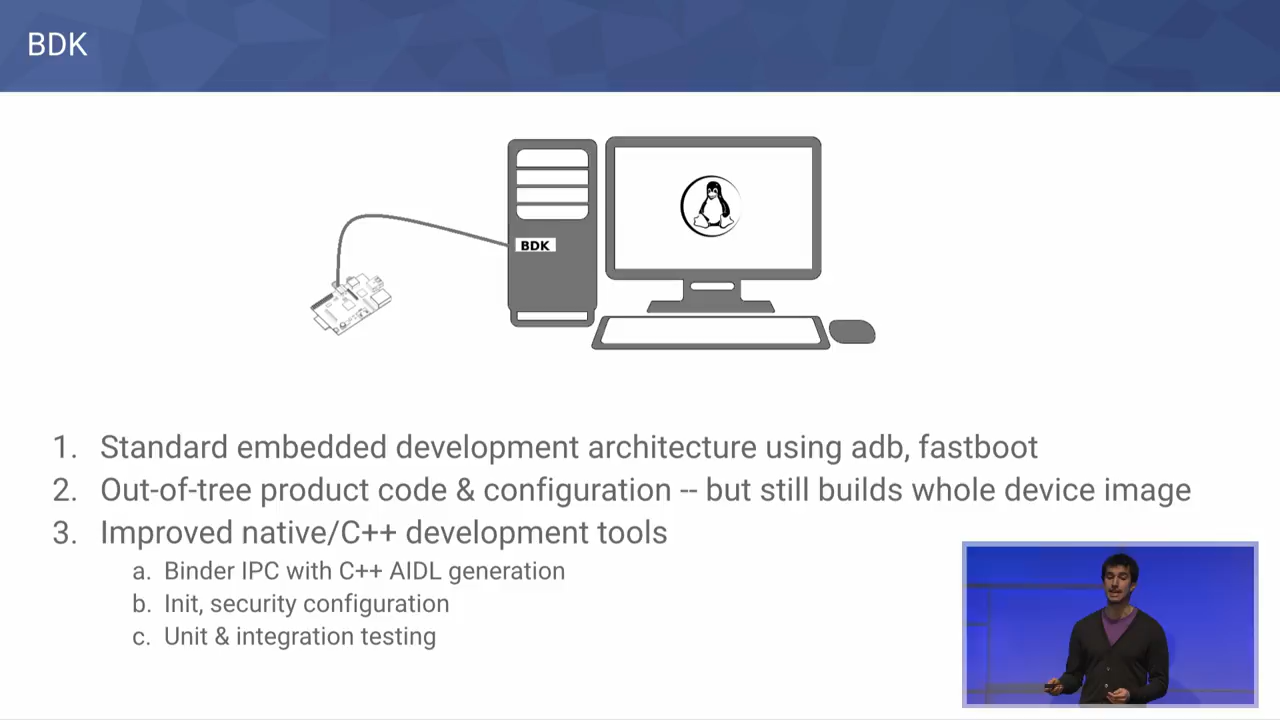 BDK
BDK
1. Standard embedded development architecture using adb, fastboot
2. Out-of-tree product code & configuration -- but still builds whole device image
3. Improved native/C++ development tools
a. Binder IPC with C++ AIDL generation
b. Init, security configuration
c. Unit & integration testing